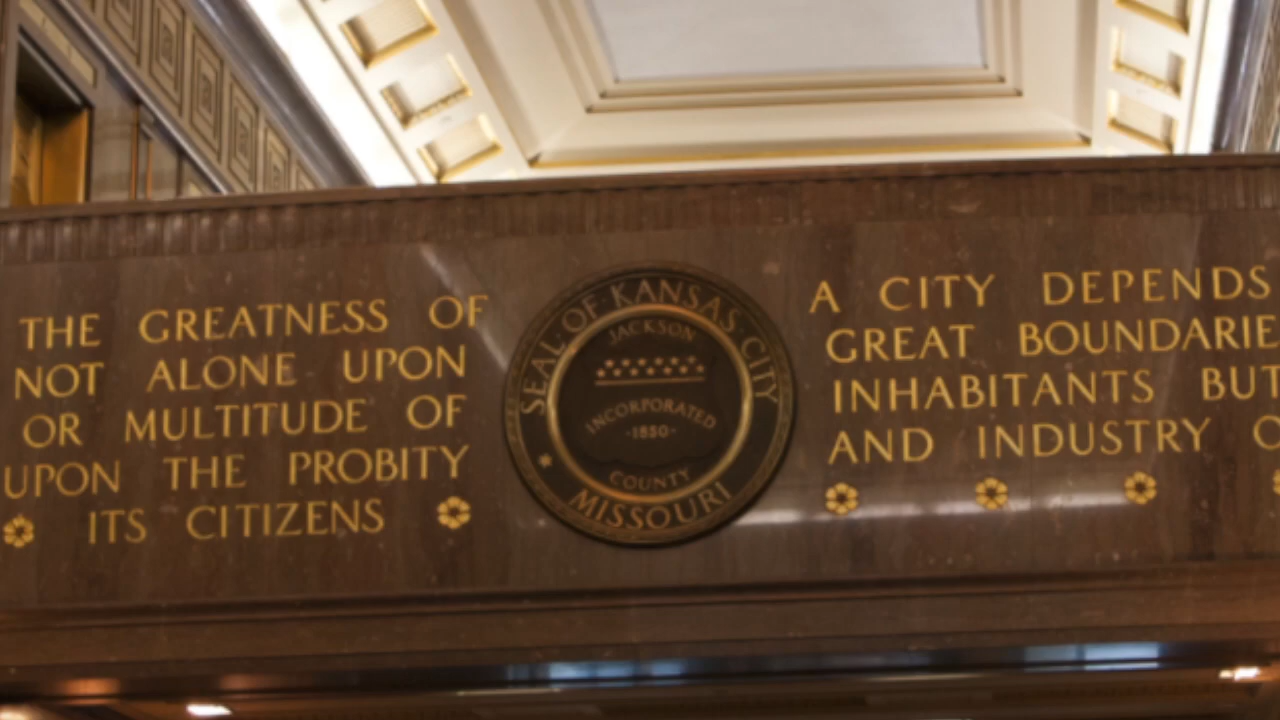 THE GREATNESS OF
NOT ALONE UPON
OR MULTITUDE OF
UPON THE PROBITY
ITS CITIZENS
SEAL · OF · KANSAS · CITY
MISSOURI
JACKSON
INCORPORATED
-1850-
COUNTY
A CITY DEPENDS
GREAT BOUNDARIE
INHABITANTS BUT
AND INDUSTRY O